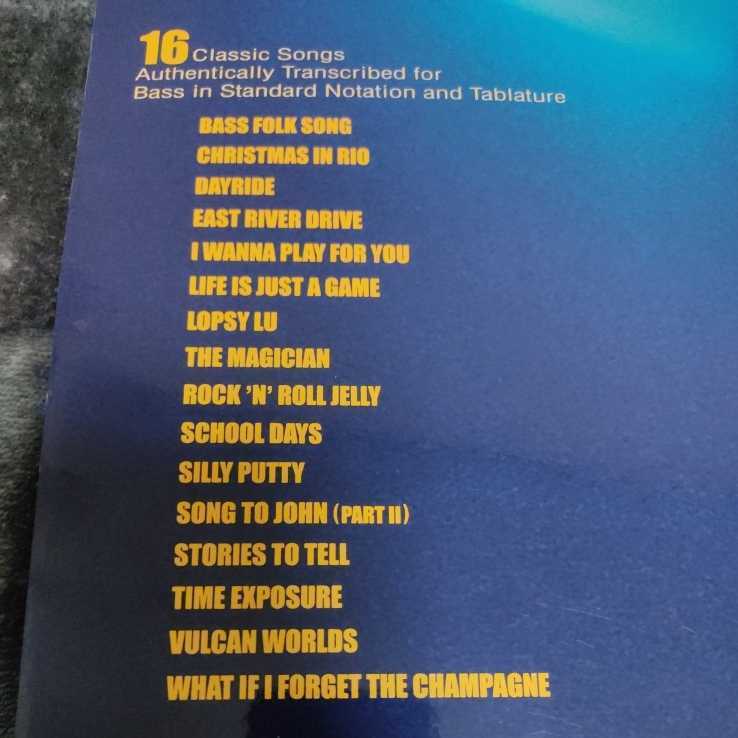 16 Classic Songs
Authentically Transcribed for
Bass in Standard Notation and Tablature
BASS FOLK SONG
CHRISTMAS IN RIO
DAYRIDE
EAST RIVER DRIVE
I WANNA PLAY FOR YOU
LIFE IS JUST A GAME
LOPSY LU
THE MAGICIAN
ROCK 'N' ROLL JELLY
SCHOOL DAYS
SILLY PUTTY
SONG TO JOHN (PART II)
STORIES TO TELL
TIME EXPOSURE
VULCAN WORLDS
WHAT IF I FORGET THE CHAMPAGNE